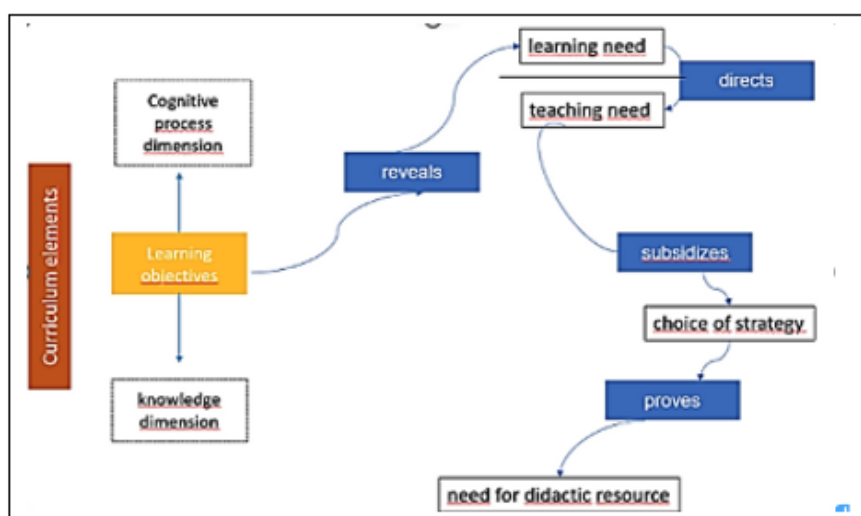 Curriculum elements
Cognitive
process
dimension
Learning
objectives
knowledge
dimension
reveals
learning need
directs
teaching need
subsidizes
choice of strategy
proves
need for didactic resource